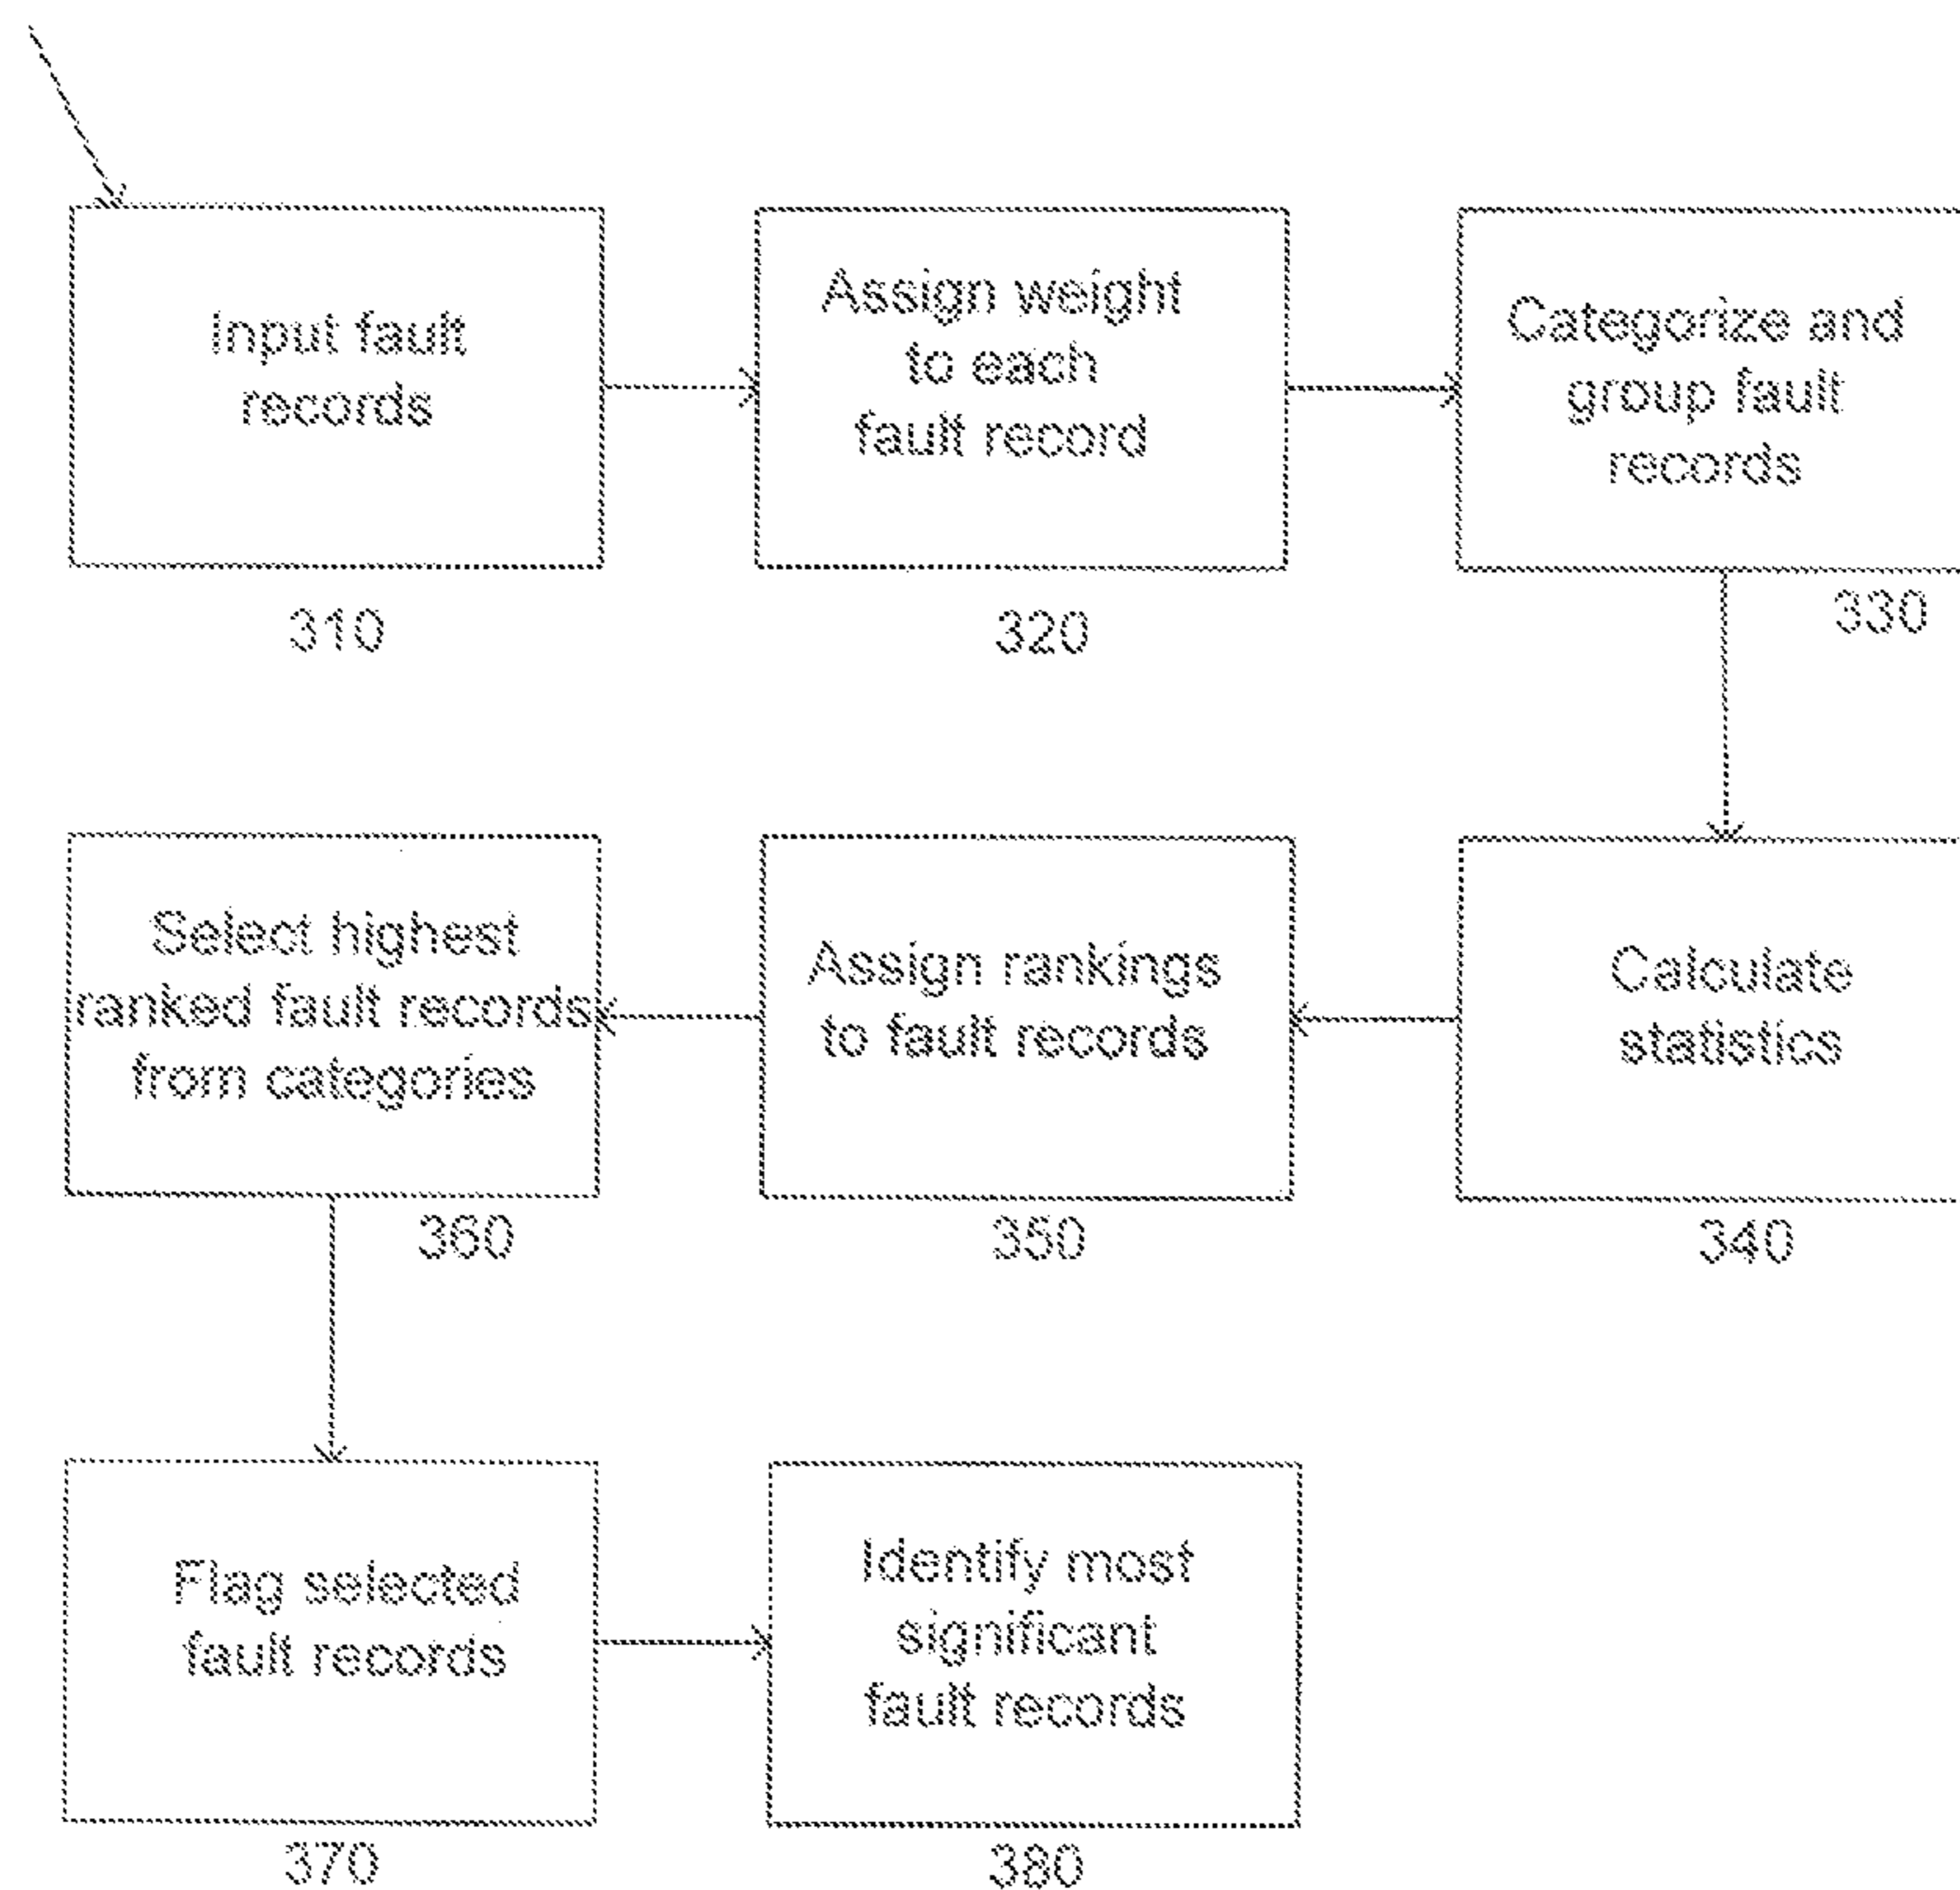 Input fault
records
310
Assign weight
to each
fault record
320
Categorize and
group fault
records
330
Calculate
statistics
340
Assign rankings
to fault records
350
Select highest
ranked fault records
from categories
360
Flag selected
fault records
370
Identify most
significant
fault records
380